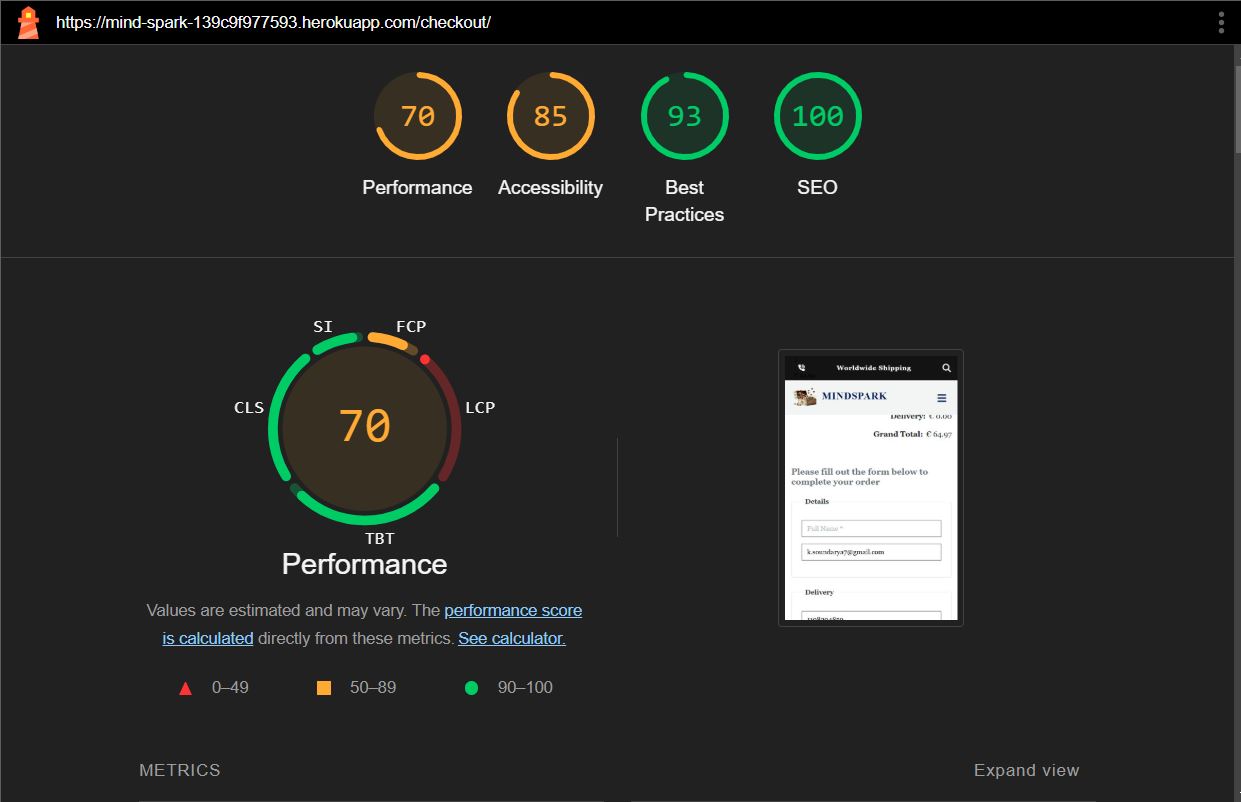 https://mind-spark-139c9f977593.herokuapp.com/checkout/
70
85
93
100
Performance
Accessibility
Best
Practices
SEO
SI
FCP
CLS
LCP
70
TBT
Performance
Values are estimated and may vary. The performance score
is calculated directly from these metrics. See calculator.
0–49
50–89
90–100
Worldwide Shipping
MINDSPARK
Delivery: € 0.00
Grand Total: € 64.97
Please fill out the form below to
complete your order
Details
Full Name *
k.soundarya7@gmail.com
Delivery
METRICS
Expand view